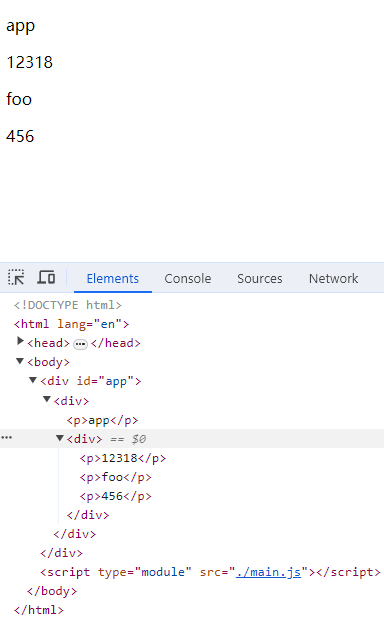 app
12318
foo
456
Elements Console Sources Network
<!DOCTYPE html>
<html lang="en">
<head> ••• </head>
<body>
<div id="app">
<div>
<p>app</p>
••• <div> == $0
<p>12318</p>
<p>foo</p>
<p>456</p>
</div>
</div>
</div>
<script type="module" src="./main.js"></script>
</body>
</html>